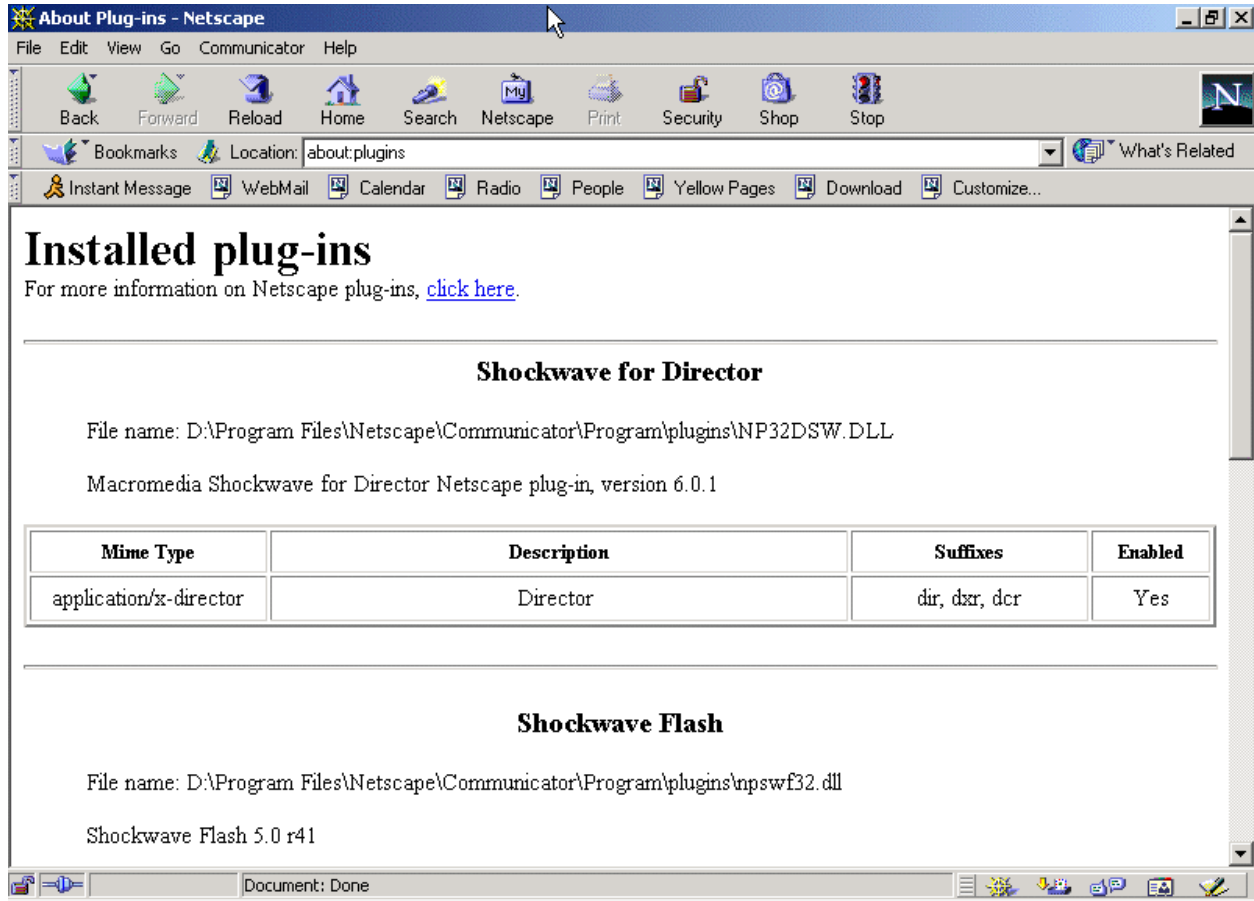 About Plug-ins - Netscape
File Edit View Go Communicator Help
Back Forward Reload Home Search Netscape Print Security Shop Stop
My
N
Bookmarks Location: about:plugins What's Related
Instant Message WebMail Calendar Radio People Yellow Pages Download Customize...
Installed plug-ins
For more information on Netscape plug-ins, click here.
Shockwave for Director
File name: D:\Program Files\Netscape\Communicator\Program\plugins\NP32DSW.DLL
Macromedia Shockwave for Director Netscape plug-in, version 6.0.1
Mime Type Description Suffixes Enabled
application/x-director Director dir, dxr, dcr Yes
Shockwave Flash
File name: D:\Program Files\Netscape\Communicator\Program\plugins\npswf32.dll
Shockwave Flash 5.0 r41
Document: Done